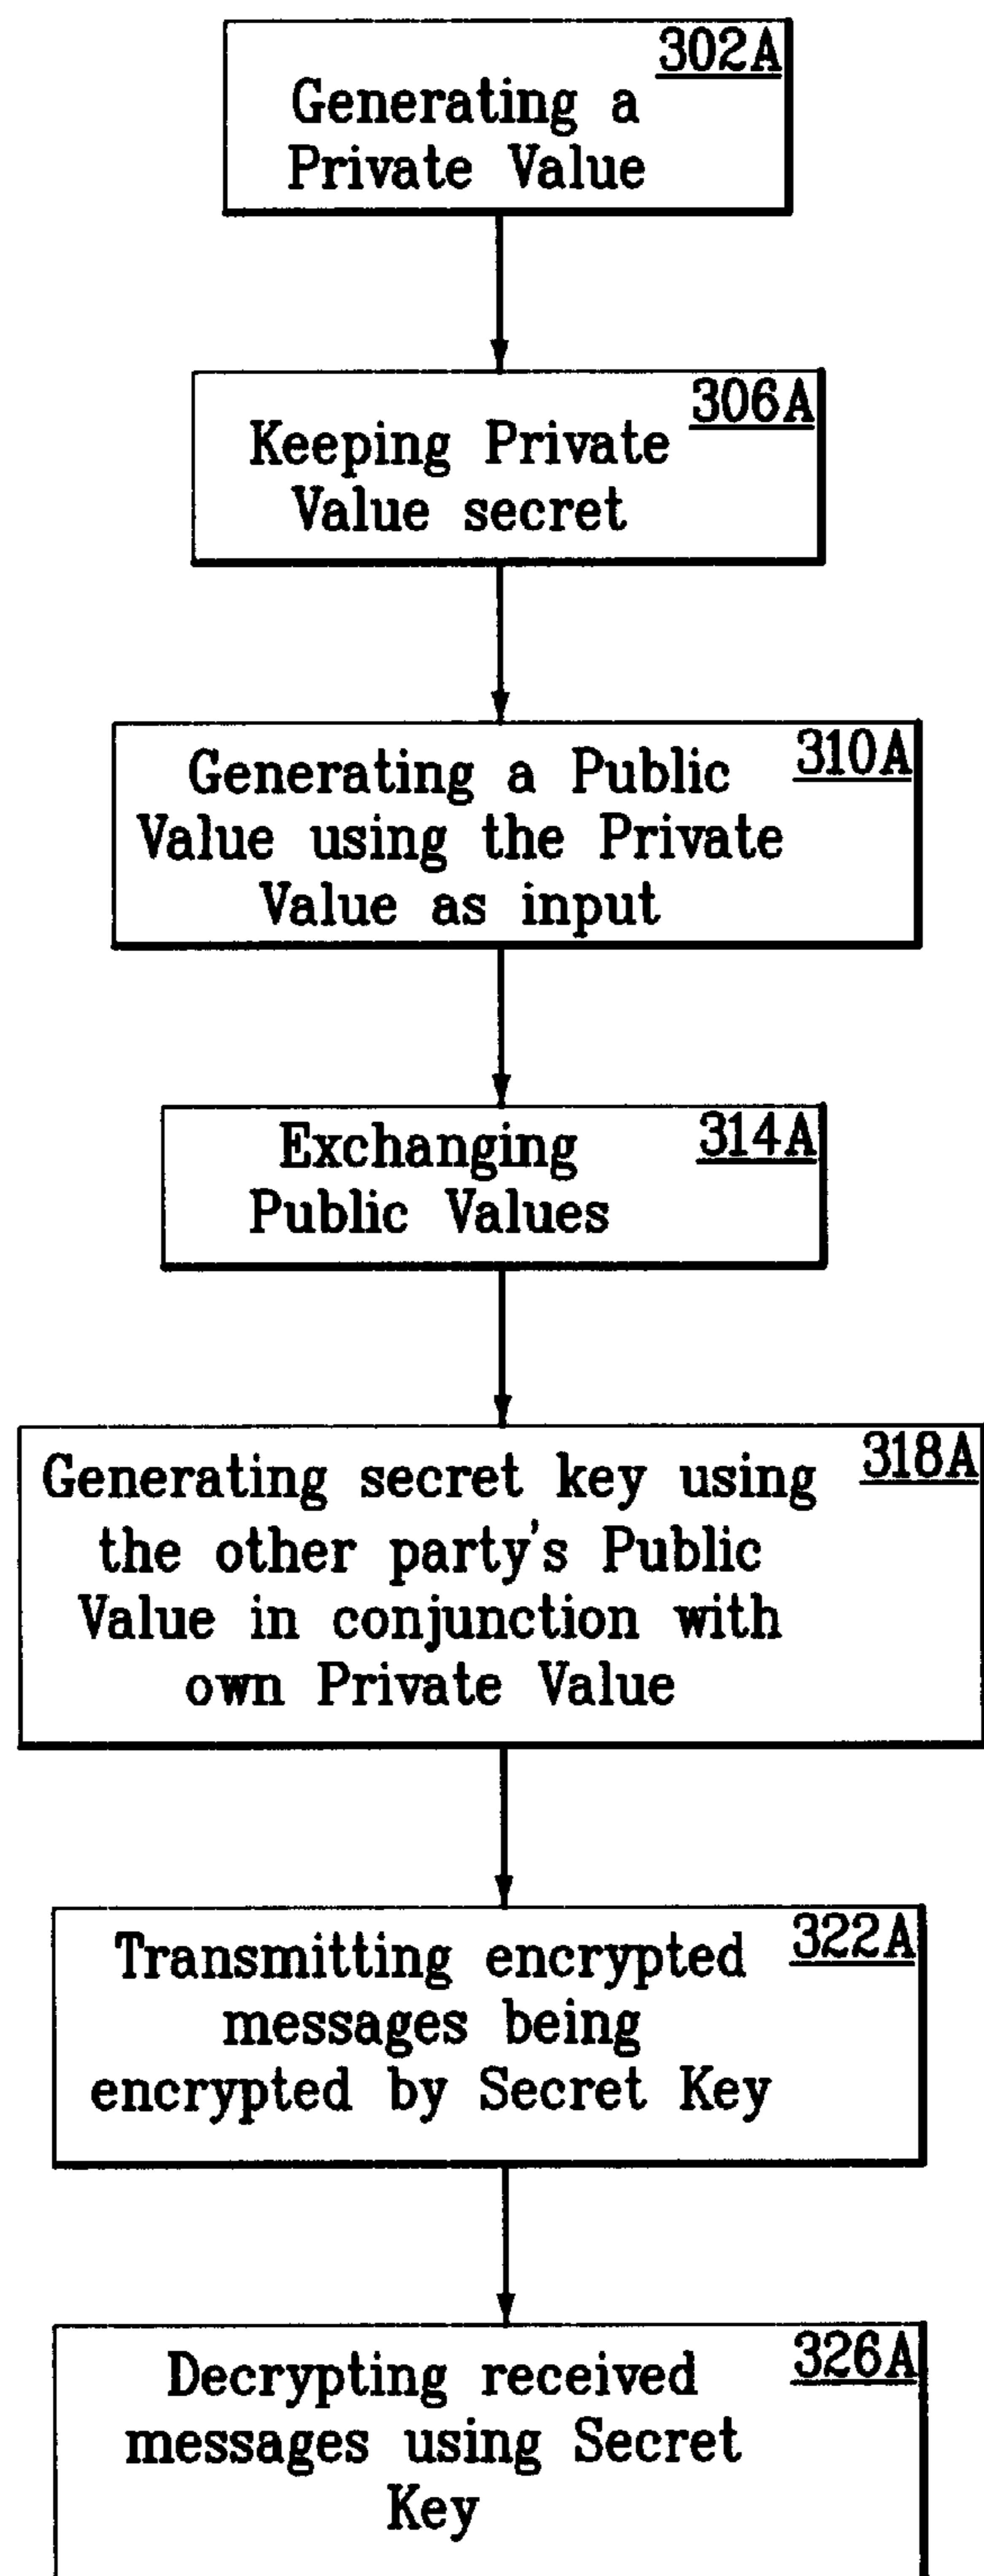 302A
Generating a
Private Value
306A
Keeping Private
Value secret
310A
Generating a Public
Value using the Private
Value as input
314A
Exchanging
Public Values
318A
Generating secret key using
the other party's Public
Value in conjunction with
own Private Value
322A
Transmitting encrypted
messages being
encrypted by Secret Key
326A
Decrypting received
messages using Secret
Key